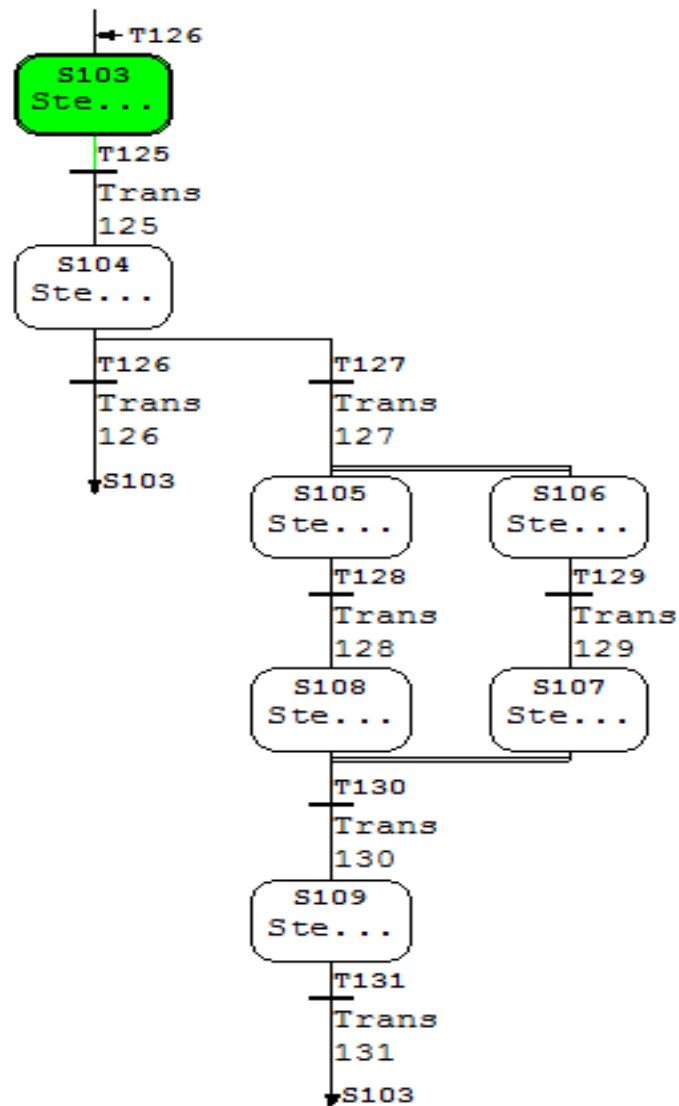 T126
S103
Ste...
T125
Trans
125
S104
Ste...
T126
Trans
126
S103
T127
Trans
127
S105
Ste...
S106
Ste...
T128
Trans
128
T129
Trans
129
S108
Ste...
S107
Ste...
T130
Trans
130
S109
Ste...
T131
Trans
131
S103